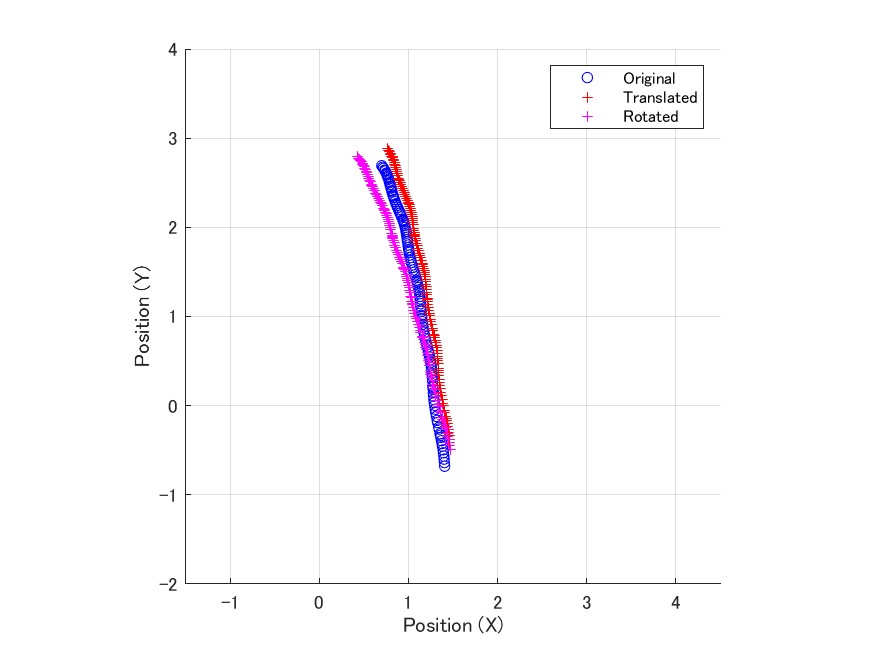 4
3
2
1
0
-1
-2
-1
0
1
2
3
4
Position (X)
Position (Y)
Original
Translated
Rotated